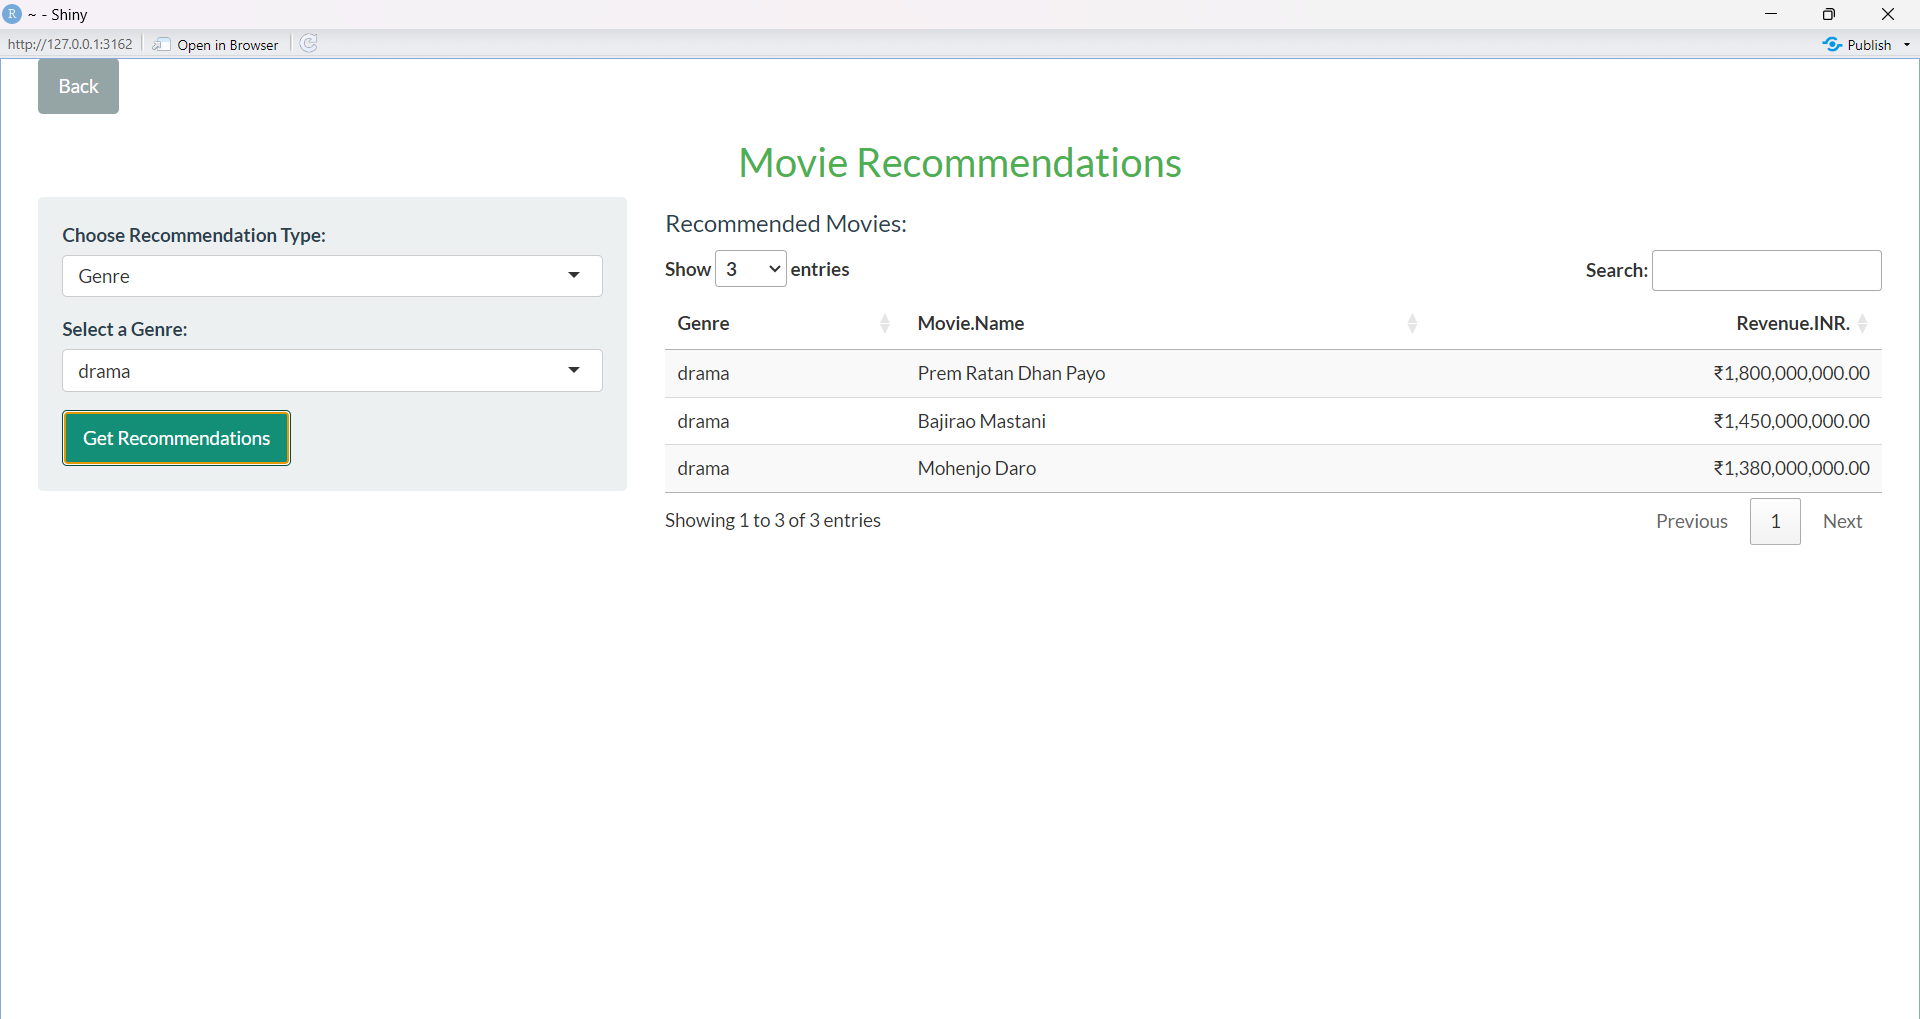 R ~ - Shiny
http://127.0.0.1:3162 Open in Browser Publish
Back
Movie Recommendations
Choose Recommendation Type:
Genre
Select a Genre:
drama
Get Recommendations
Recommended Movies:
Show 3 entries Search:
Genre Movie.Name Revenue.INR.
drama Prem Ratan Dhan Payo ₹1,800,000,000.00
drama Bajirao Mastani ₹1,450,000,000.00
drama Mohenjo Daro ₹1,380,000,000.00
Showing 1 to 3 of 3 entries Previous 1 Next